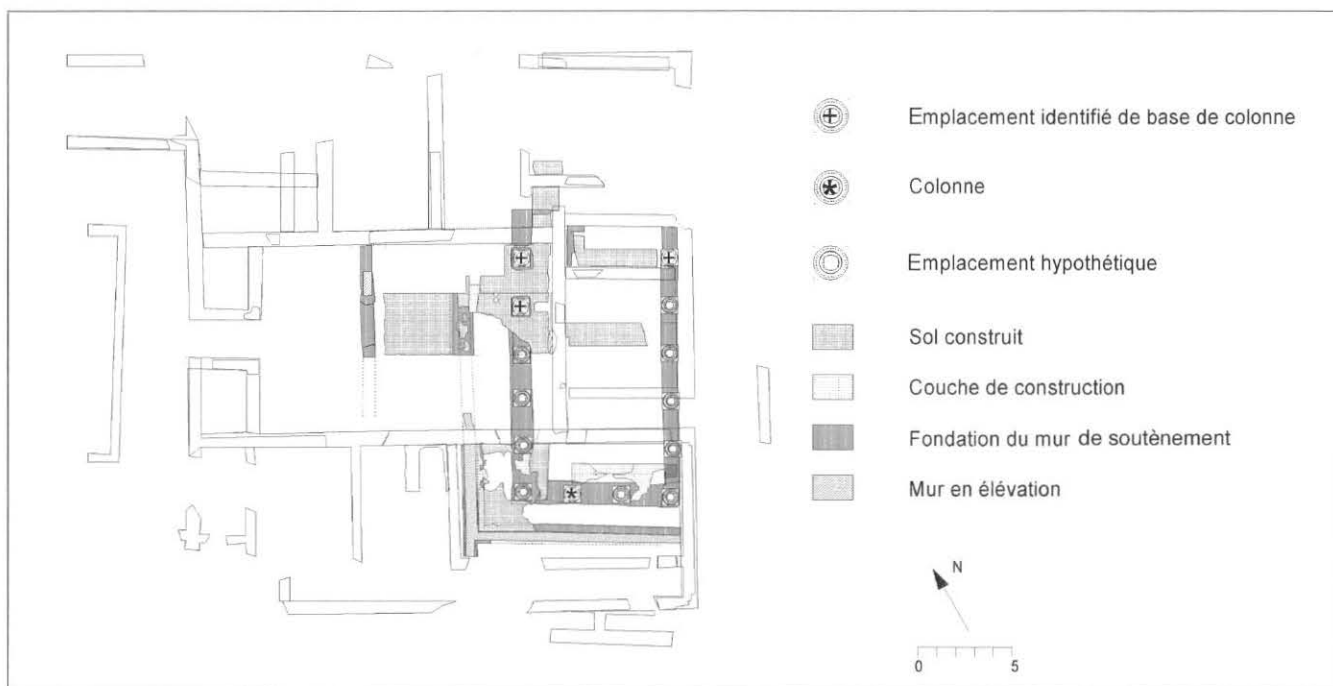 Emplacement identifié de base de colonne
Colonne
Emplacement hypothétique
Sol construit
Couche de construction
Fondation du mur de soutènement
Mur en élévation
N
0 5